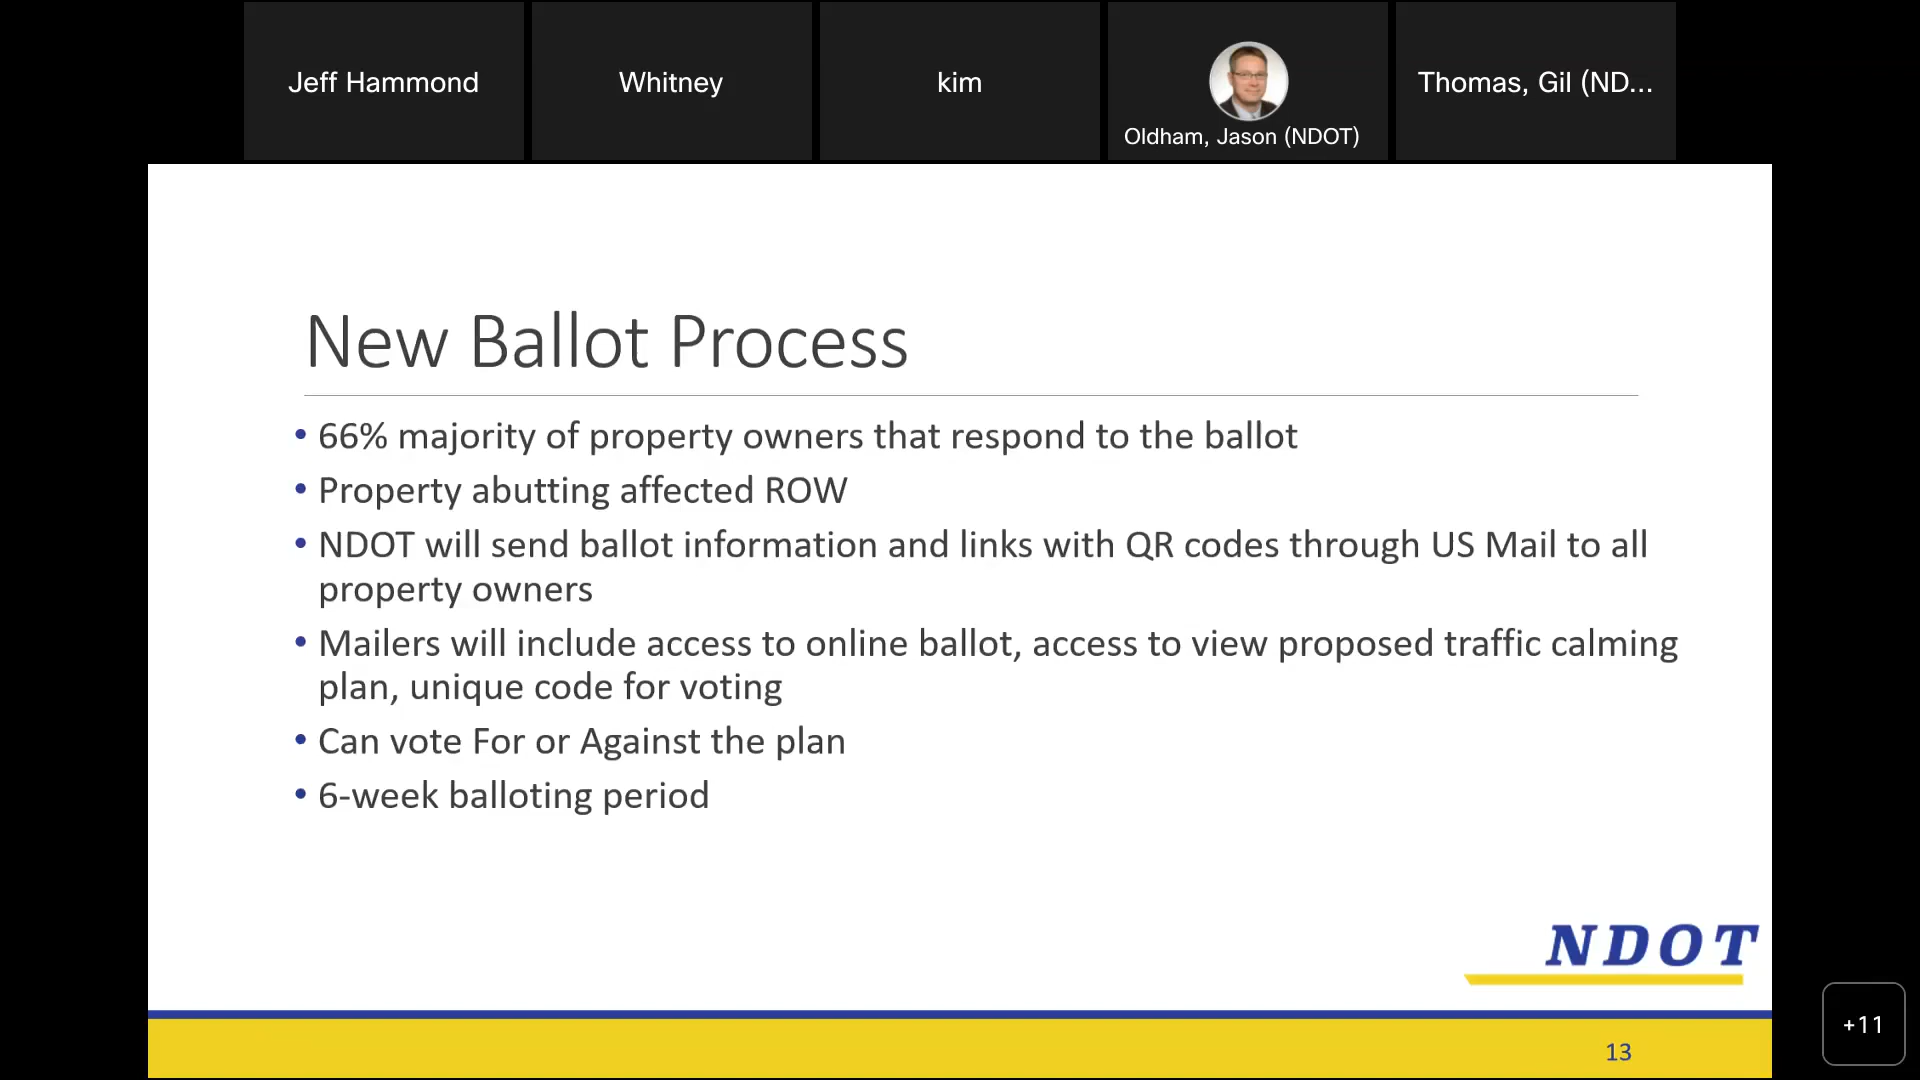 Jeff Hammond
Whitney
kim
Oldham, Jason (NDOT)
Thomas, Gil (ND...
New Ballot Process
• 66% majority of property owners that respond to the ballot
• Property abutting affected ROW
• NDOT will send ballot information and links with QR codes through US Mail to all
property owners
• Mailers will include access to online ballot, access to view proposed traffic calming
plan, unique code for voting
• Can vote For or Against the plan
• 6-week balloting period
NDOT
+11
13